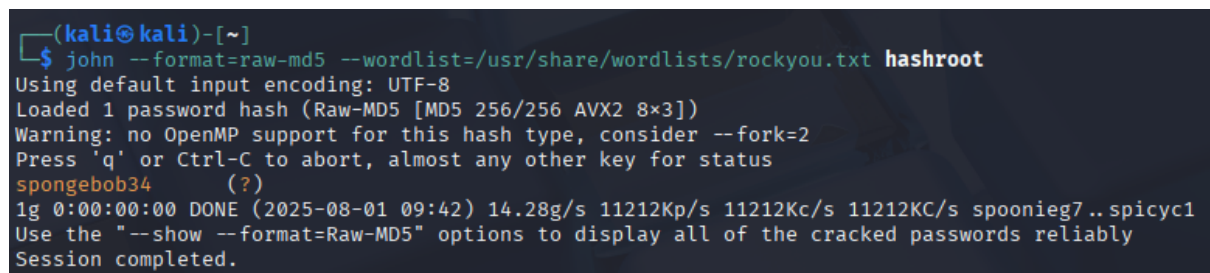 ┌──(kali㉿kali)-[~]
└─$ john --format=raw-md5 --wordlist=/usr/share/wordlists/rockyou.txt hashroot
Using default input encoding: UTF-8
Loaded 1 password hash (Raw-MD5 [MD5 256/256 AVX2 8×3])
Warning: no OpenMP support for this hash type, consider --fork=2
Press 'q' or Ctrl-C to abort, almost any other key for status
spongebob34      (?)
1g 0:00:00:00 DONE (2025-08-01 09:42) 14.28g/s 11212Kp/s 11212Kc/s 11212KC/s spoonieg7..spicyc1
Use the "--show --format=Raw-MD5" options to display all of the cracked passwords reliably
Session completed.